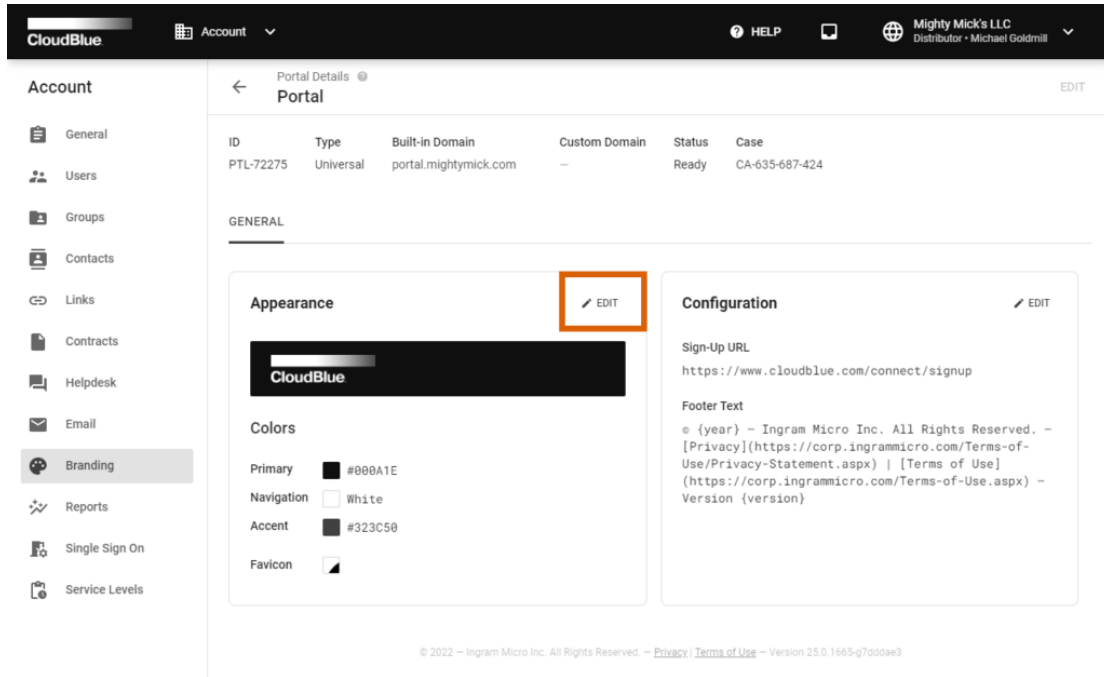 CloudBlue
Account
HELP
Mighty Mick's LLC
Distributor • Michael Goldmill
Account
General
Users
Groups
Contacts
Links
Contracts
Helpdesk
Email
Branding
Reports
Single Sign On
Service Levels
Portal Details
Portal
EDIT
ID Type Built-in Domain Custom Domain Status Case
PTL-72275 Universal portal.mightymick.com — Ready CA-635-687-424
GENERAL
Appearance
EDIT
CloudBlue
Colors
Primary #000A1E
Navigation White
Accent #323C50
Favicon
Configuration
EDIT
Sign-Up URL
https://www.cloudblue.com/connect/signup
Footer Text
© {year} — Ingram Micro Inc. All Rights Reserved. —
[Privacy](https://corp.ingrammicro.com/Terms-of-
Use/Privacy-Statement.aspx) | [Terms of Use]
(https://corp.ingrammicro.com/Terms-of-Use.aspx) —
Version {version}
© 2022 — Ingram Micro Inc. All Rights Reserved. — Privacy | Terms of Use — Version 25.0.1665-g7dddae3